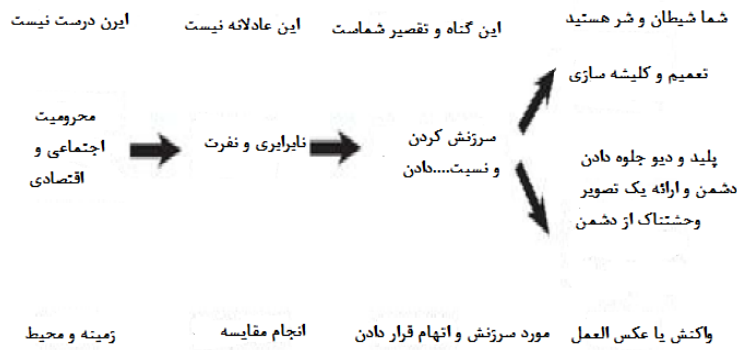 شما شیطان و شر هستید
این گناه و تقصیر شماست
این عادلانه نیست
ایرن درست نیست
تعمیم و کلیشه سازی
محرومیت
اجتماعی و
اقتصادی
نابرابری و نفرت
سرزنش کردن
و نسبت....دادن
پلید و دیو جلوه دادن
دشمن و ارائه یک تصویر
وحشتناک از دشمن
واکنش یا عکس العمل
مورد سرزنش و اتهام قرار دادن
انجام مقایسه
زمینه و محیط